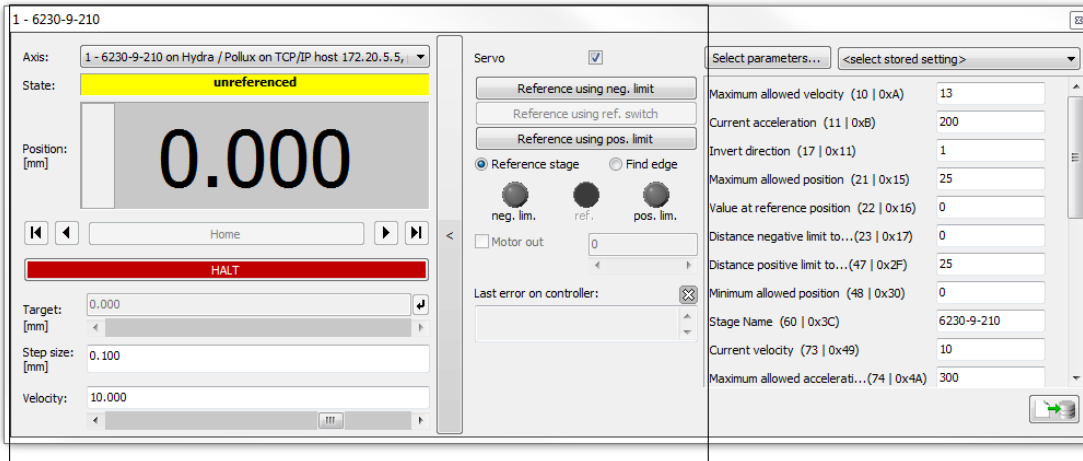 1 - 6230-9-210
Axis:
1 - 6230-9-210 on Hydra / Pollux on TCP/IP host 172.20.5.5,
State:
unreferenced
Position:
[mm]
0.000
Home
HALT
Target:
[mm]
0.000
Step size:
[mm]
0.100
Velocity:
10.000
<
Servo
Reference using neg. limit
Reference using ref. switch
Reference using pos. limit
Reference stage
Find edge
neg. lim.
ref.
pos. lim.
Motor out
0
Last error on controller:
Select parameters...
<select stored setting>
Maximum allowed velocity (10 | 0xA) 13
Current acceleration (11 | 0xB) 200
Invert direction (17 | 0x11) 1
Maximum allowed position (21 | 0x15) 25
Value at reference position (22 | 0x16) 0
Distance negative limit to...(23 | 0x17) 0
Distance positive limit to...(47 | 0x2F) 25
Minimum allowed position (48 | 0x30) 0
Stage Name (60 | 0x3C) 6230-9-210
Current velocity (73 | 0x49) 10
Maximum allowed accelerati...(74 | 0x4A) 300